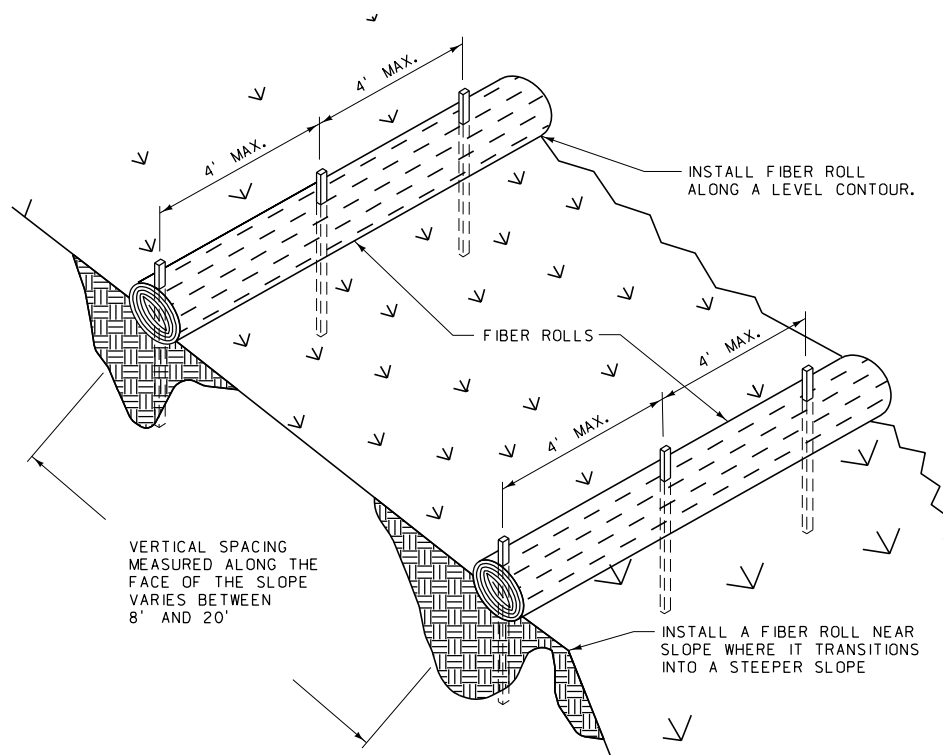 4' MAX.
4' MAX.
INSTALL FIBER ROLL
ALONG A LEVEL CONTOUR.
FIBER ROLLS
4' MAX.
4' MAX.
VERTICAL SPACING
MEASURED ALONG THE
FACE OF THE SLOPE
VARIES BETWEEN
8' AND 20'
INSTALL A FIBER ROLL NEAR
SLOPE WHERE IT TRANSITIONS
INTO A STEEPER SLOPE